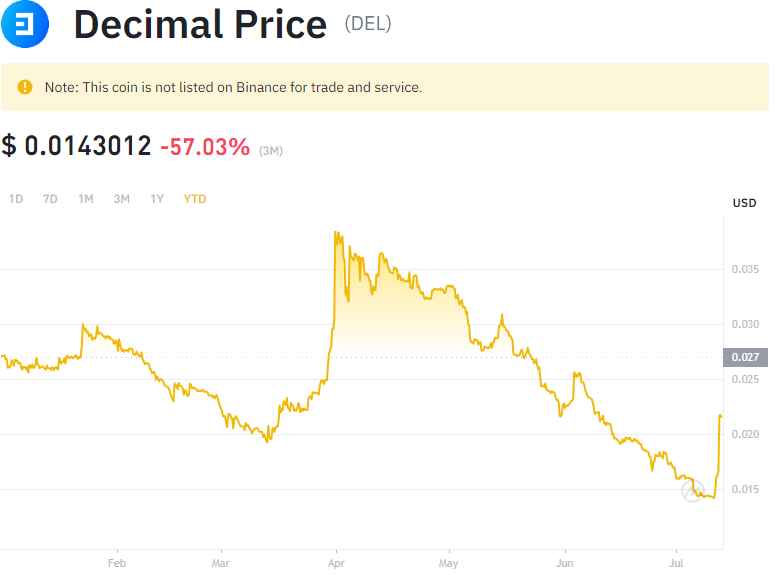 Decimal Price (DEL)
Note: This coin is not listed on Binance for trade and service.
$ 0.0143012 -57.03% (3M)
1D 7D 1M 3M 1Y YTD
USD
0.035
0.030
0.027
0.025
0.020
0.015
Feb Mar Apr May Jun Jul